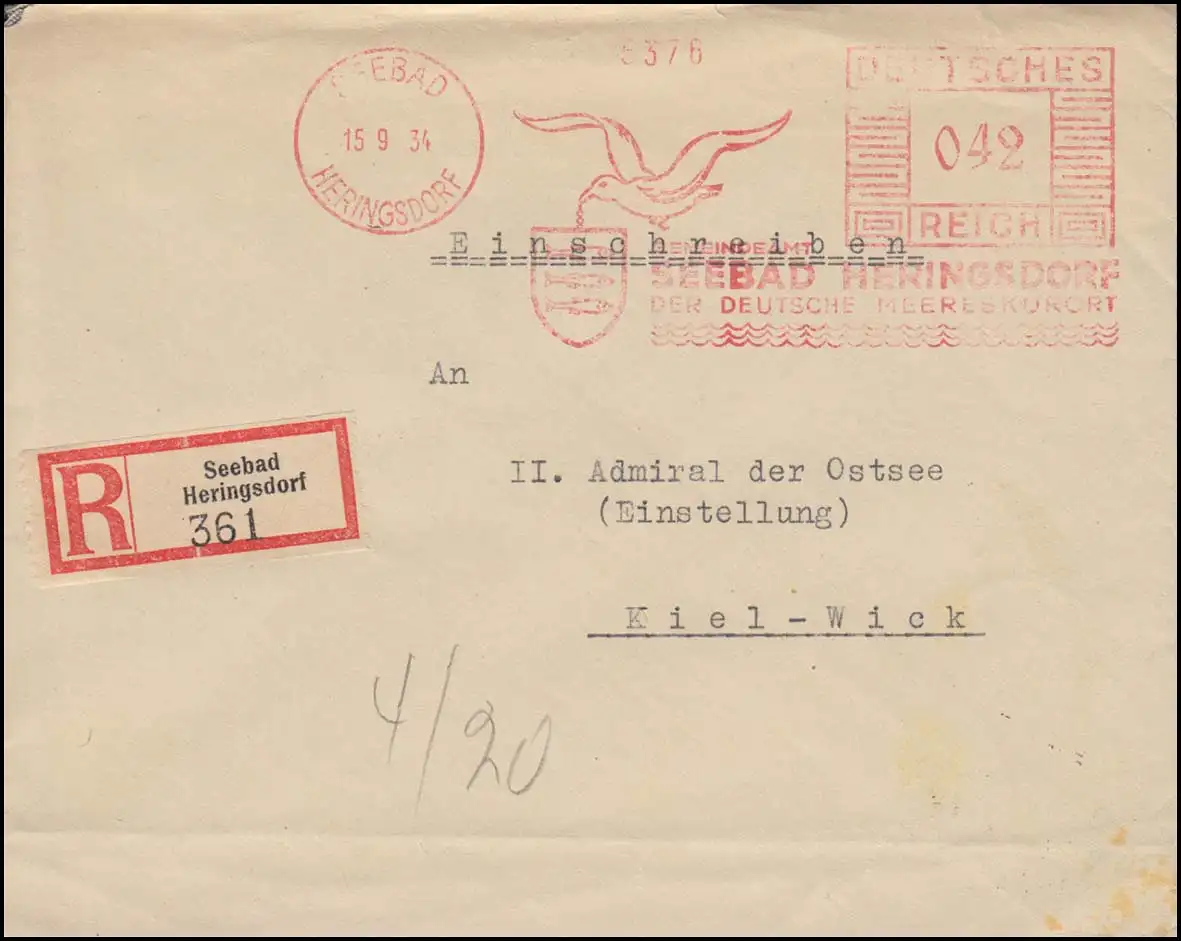 SEEBAD
15 9 34
HERINGSDORF
5376
DEUTSCHES
042
REICH
Einschreiben
GEMEINDEAMT
SEEBAD HERINGSDORF
DER DEUTSCHE MEERESKURORT
An
R
Seebad
Heringsdorf
361
II. Admiral der Ostsee
(Einstellung)
Kiel-Wick
4/20